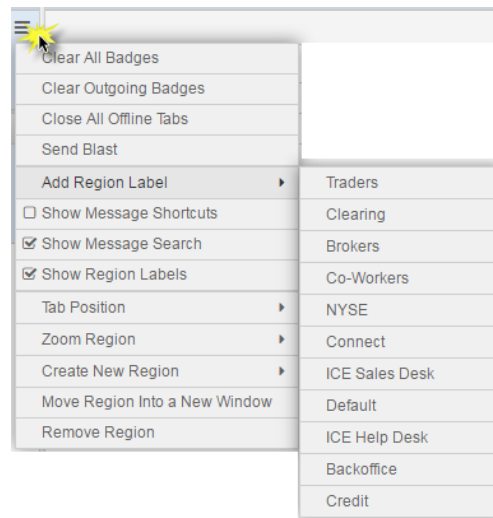 Clear All Badges
Clear Outgoing Badges
Close All Offline Tabs
Send Blast
Add Region Label
Show Message Shortcuts
Show Message Search
Show Region Labels
Tab Position
Zoom Region
Create New Region
Move Region Into a New Window
Remove Region
Traders
Clearing
Brokers
Co-Workers
NYSE
Connect
ICE Sales Desk
Default
ICE Help Desk
Backoffice
Credit